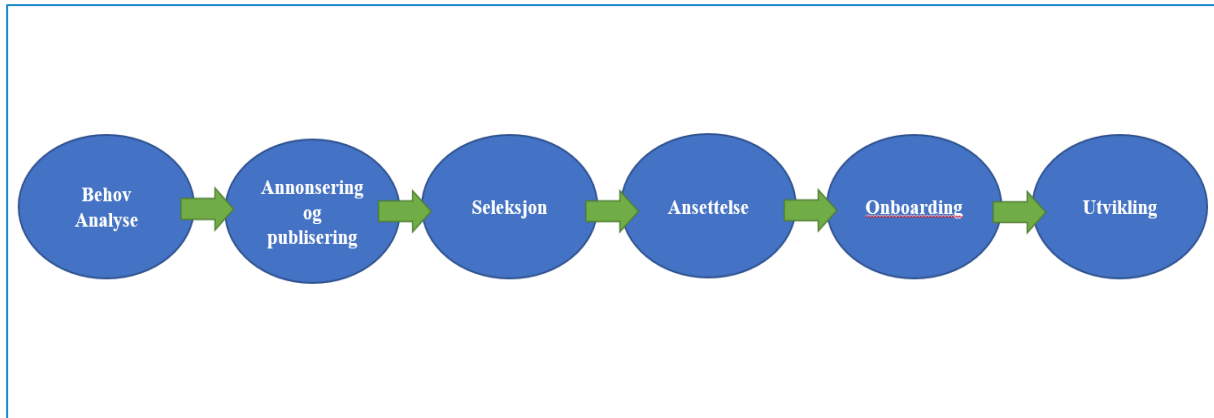 Behov
Analyse
Annonsering
og
publisering
Seleksjon
Ansettelse
Onboarding
Utvikling